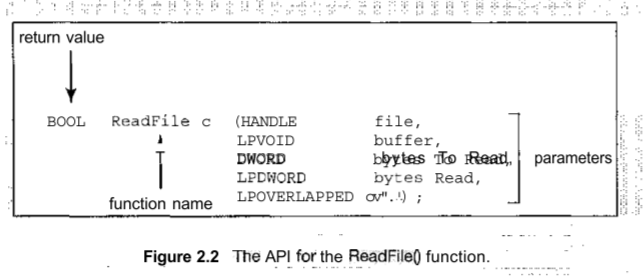 return value
BOOL ReadFile c (HANDLE file,
LPVOID buffer,
DWORD bytes To Read,
LPDWORD bytes Read,
LPOVERLAPPED ov".!) ;
parameters
function name
Figure 2.2 The API for the ReadFile() function.